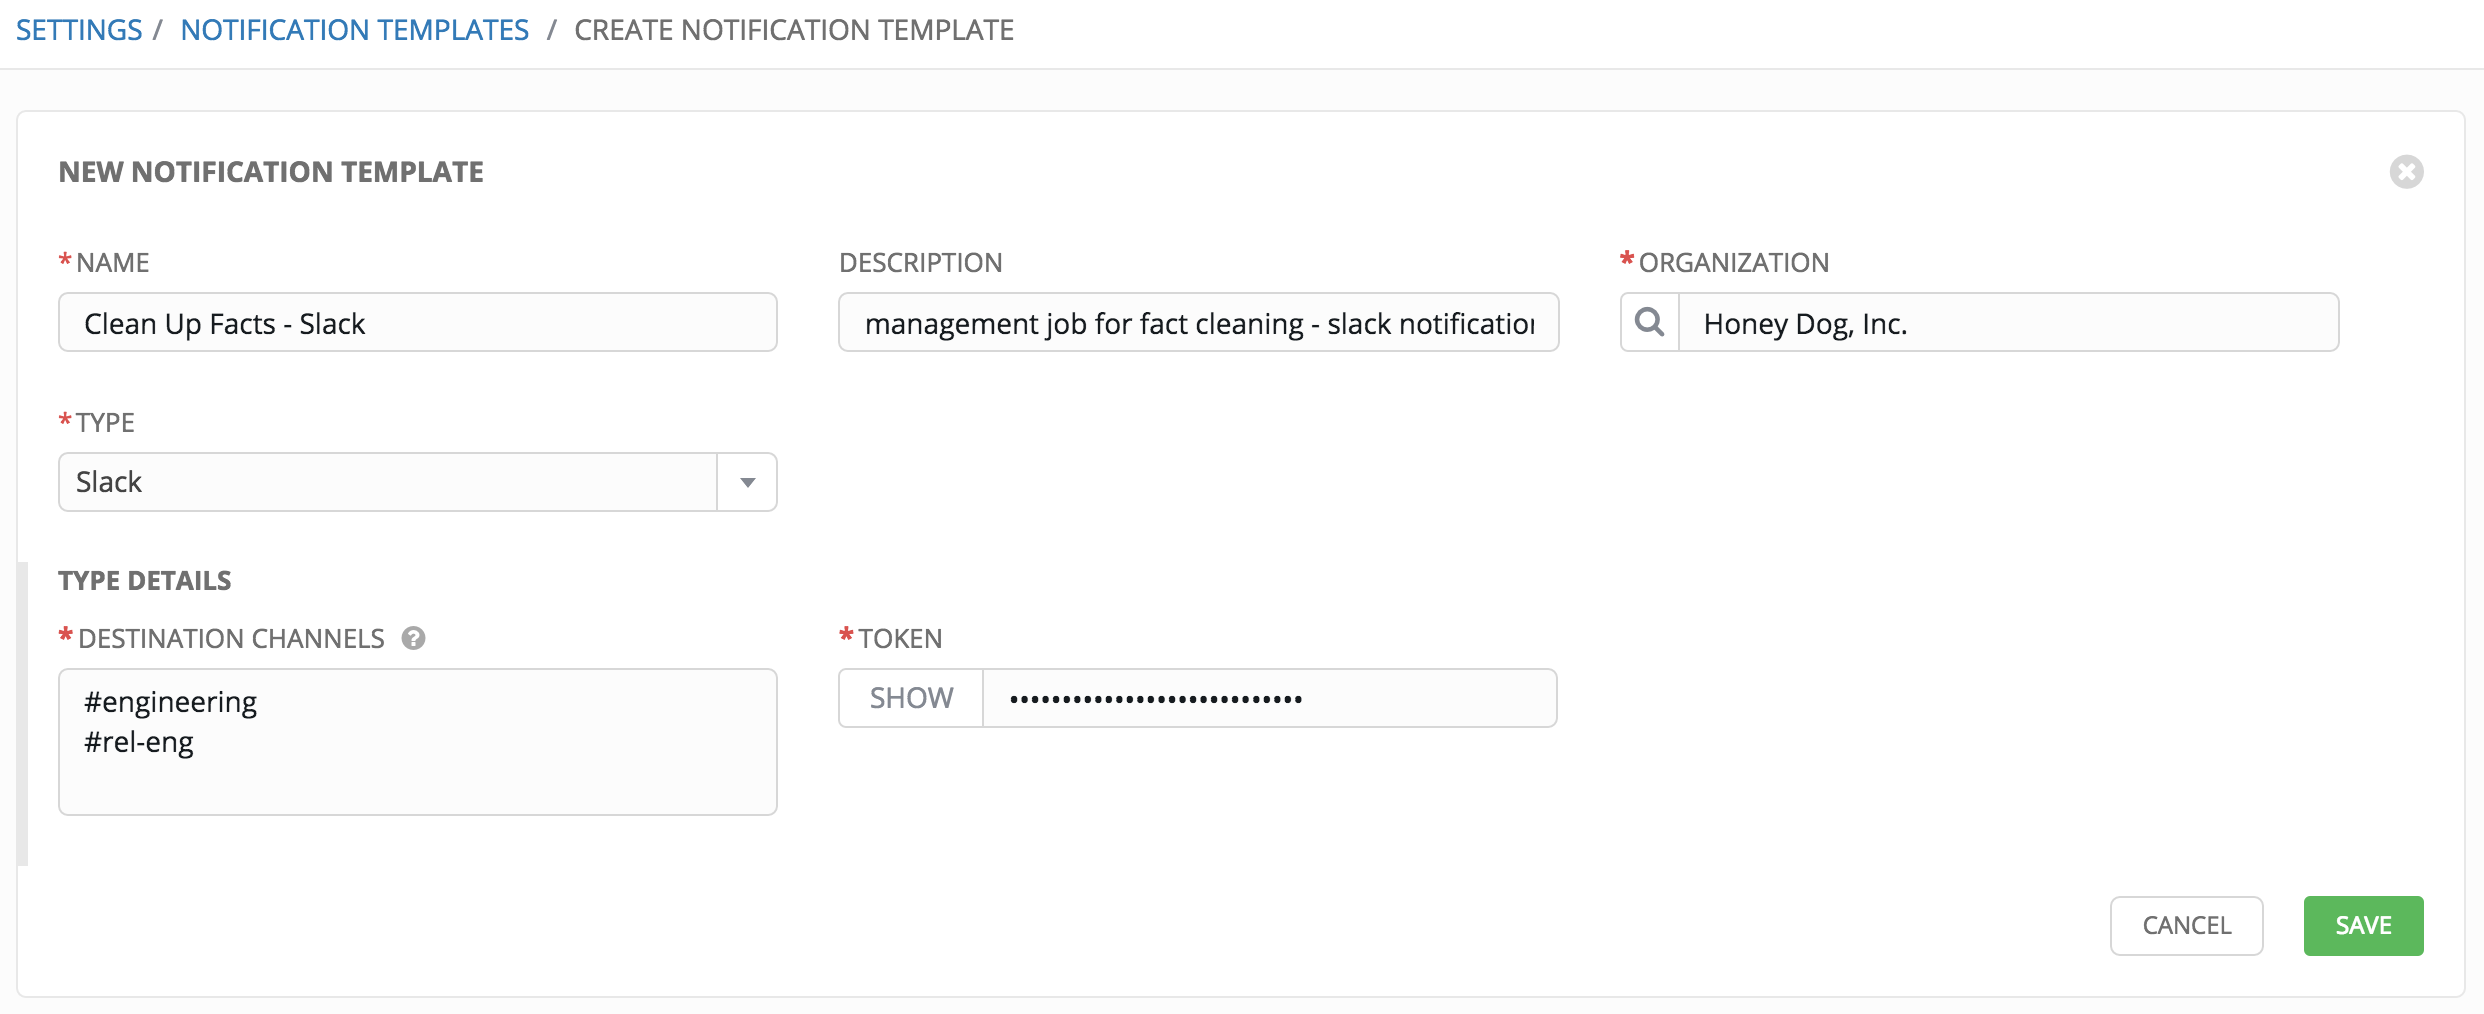 SETTINGS / NOTIFICATION TEMPLATES / CREATE NOTIFICATION TEMPLATE
NEW NOTIFICATION TEMPLATE
* NAME
Clean Up Facts - Slack
DESCRIPTION
management job for fact cleaning - slack notification
* ORGANIZATION
Honey Dog, Inc.
* TYPE
Slack
TYPE DETAILS
* DESTINATION CHANNELS ?
#engineering
#rel-eng
* TOKEN
SHOW ••••••••••••••••••••••••••••
CANCEL
SAVE